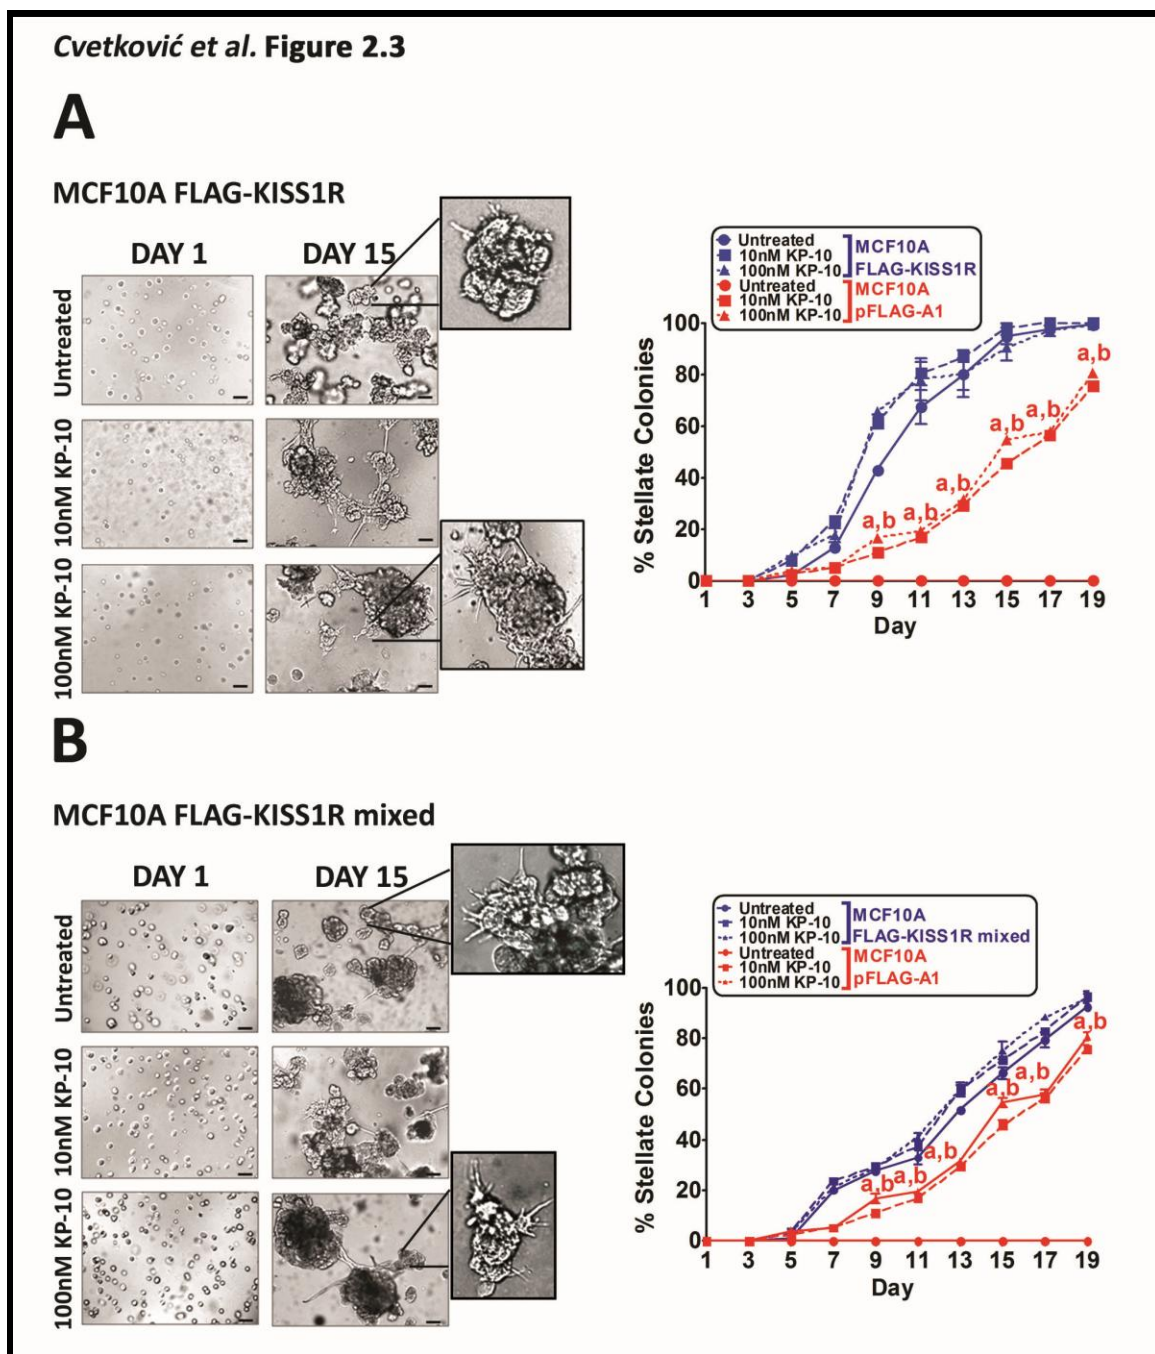 Cvetković et al. Figure 2.3
A
MCF10A FLAG-KISS1R
DAY 1
DAY 15
Untreated
10nM KP-10
100nM KP-10
Untreated
10nM KP-10
100nM KP-10
MCF10A
FLAG-KISS1R
Untreated
10nM KP-10
100nM KP-10
MCF10A
pFLAG-A1
% Stellate Colonies
100
80
60
40
20
0
a,b
a,b
a,b
a,b
a,b
a,b
1 3 5 7 9 11 13 15 17 19
Day
B
MCF10A FLAG-KISS1R mixed
DAY 1
DAY 15
Untreated
10nM KP-10
100nM KP-10
Untreated
10nM KP-10
100nM KP-10
MCF10A
FLAG-KISS1R mixed
Untreated
10nM KP-10
100nM KP-10
MCF10A
pFLAG-A1
% Stellate Colonies
100
80
60
40
20
0
a,b
a,b
a,b
a,b
a,b
a,b
1 3 5 7 9 11 13 15 17 19
Day